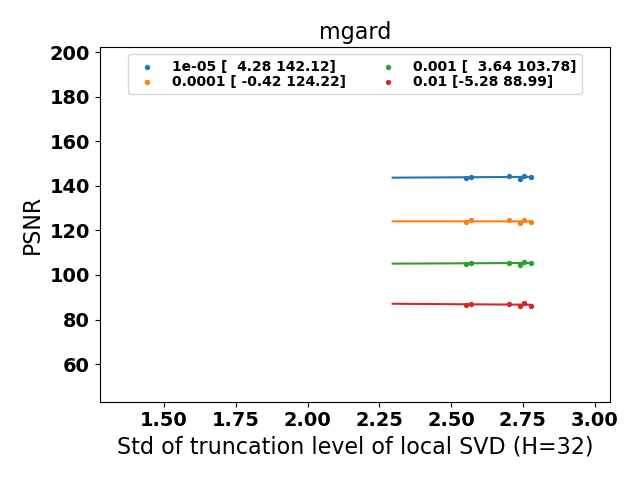 mgard
1e-05 [  4.28 142.12]
0.0001 [ -0.42 124.22]
0.001 [  3.64 103.78]
0.01 [-5.28 88.99]
PSNR
200
180
160
140
120
100
80
60
1.50 1.75 2.00 2.25 2.50 2.75 3.00
Std of truncation level of local SVD (H=32)